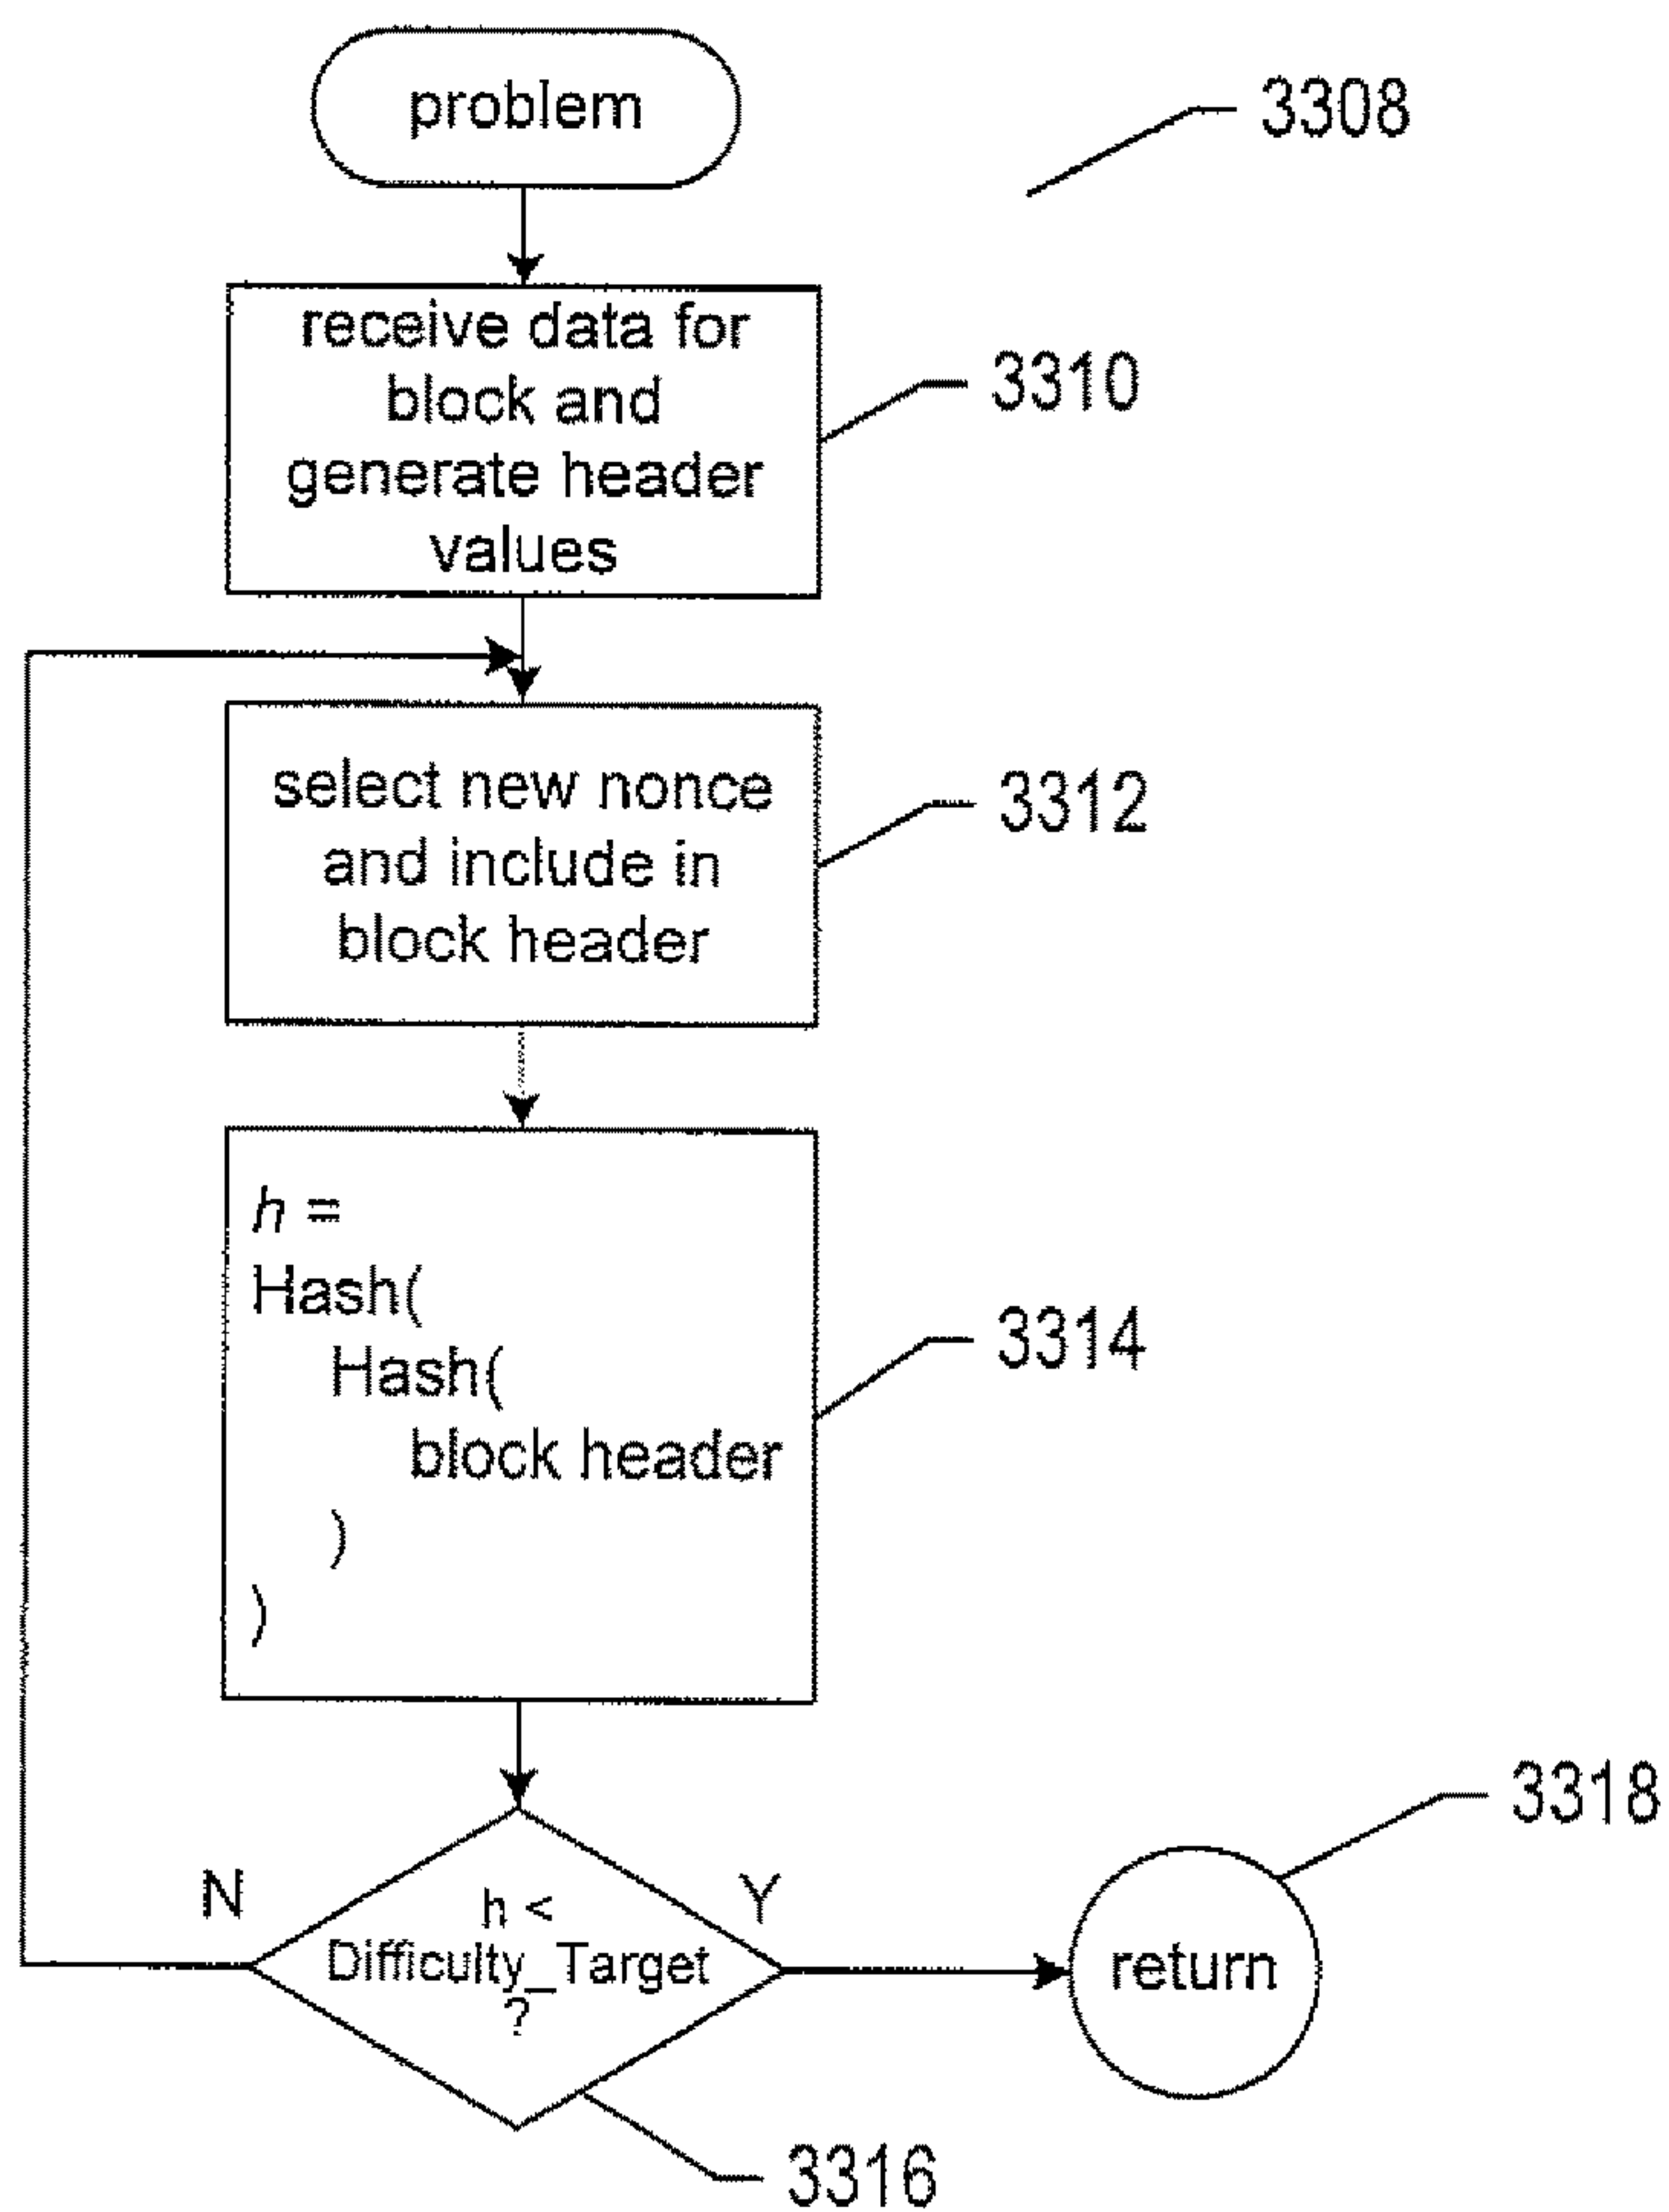 problem
3308
receive data for
block and
generate header
values
3310
select new nonce
and include in
block header
3312
h =
Hash(
Hash(
block header
)
)
3314
N
h <
Difficulty_Target
?
Y
return
3318
3316